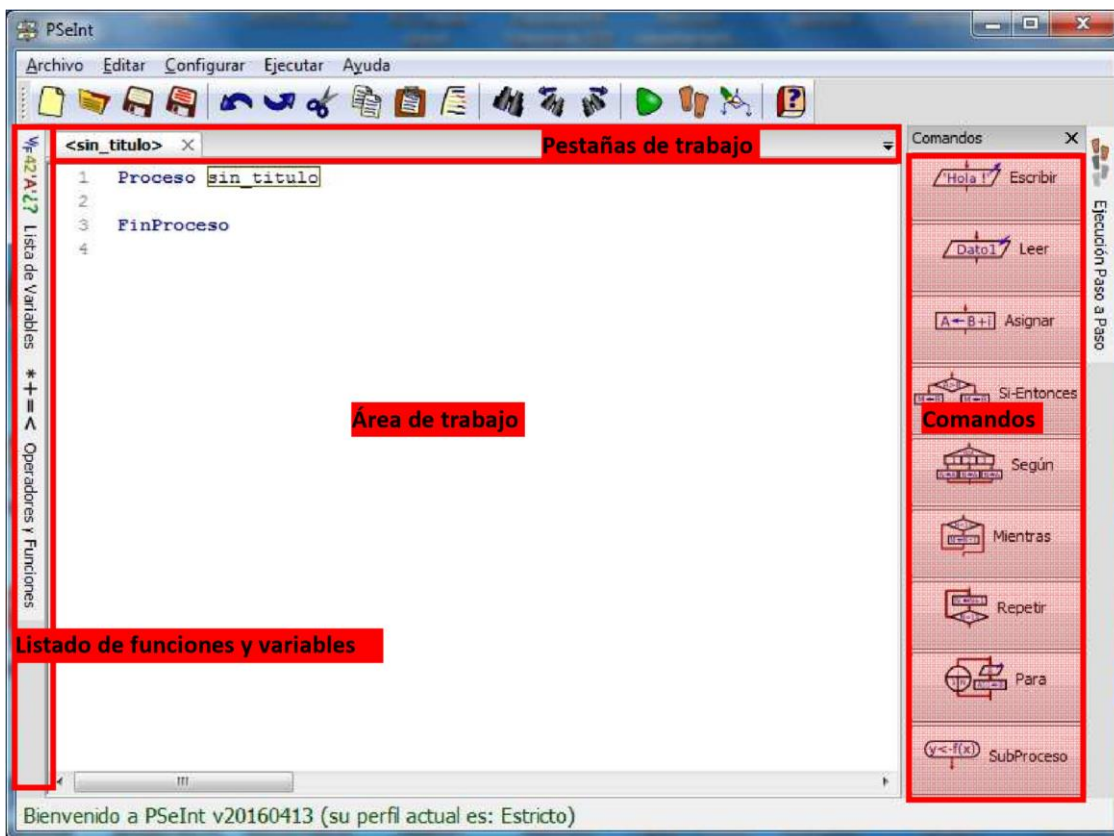 PSeInt
Archivo Editar Configurar Ejecutar Ayuda
<sin_titulo>
Pestañas de trabajo
Comandos
1 Proceso sin_titulo
2
3 FinProceso
4
42'A'¿?
Lista de Variables
*+=<
Operadores y Funciones
Área de trabajo
Listado de funciones y variables
'Hola !' Escribir
Dato1 Leer
A←B+i Asignar
Si-Entonces
Comandos
Según
Mientras
Repetir
Para
y<-f(x) SubProceso
Ejecución Paso a Paso
Bienvenido a PSeInt v20160413 (su perfil actual es: Estricto)